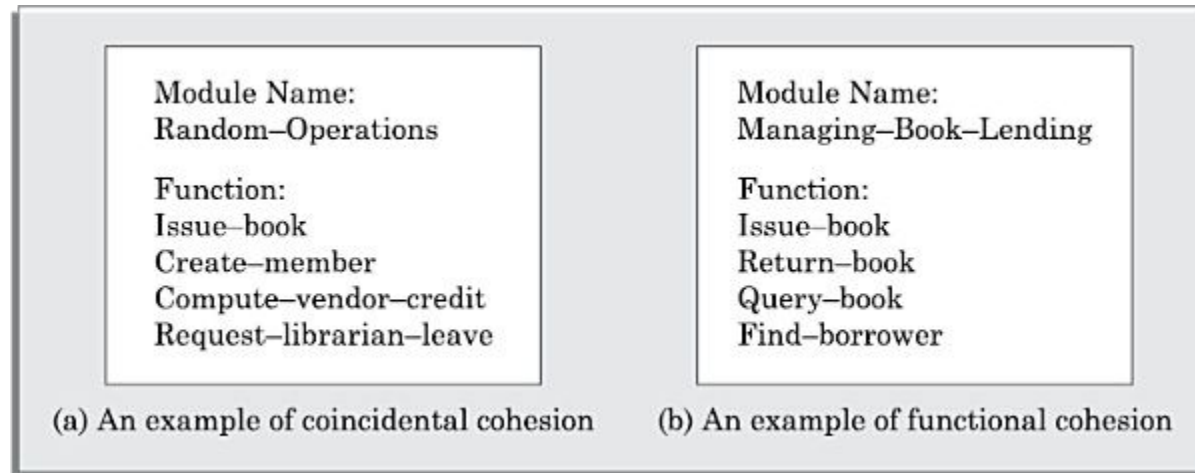 Module Name:
Random–Operations
Function:
Issue–book
Create–member
Compute–vendor–credit
Request–librarian–leave
(a) An example of coincidental cohesion
Module Name:
Managing–Book–Lending
Function:
Issue–book
Return–book
Query–book
Find–borrower
(b) An example of functional cohesion